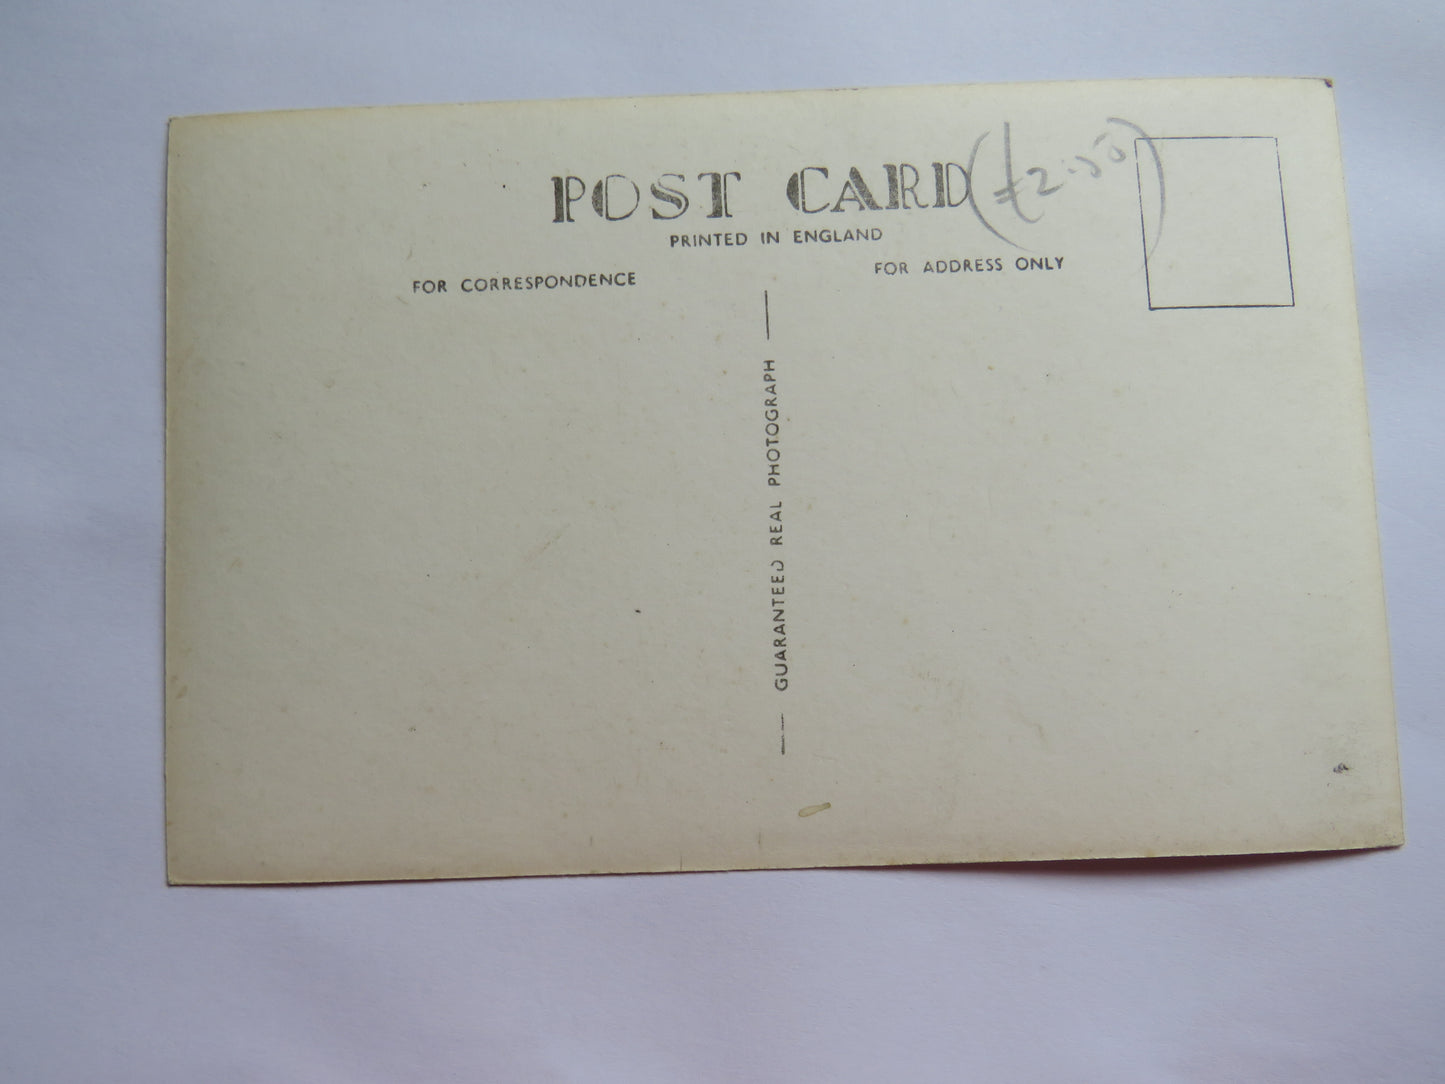 POST CARD (£2.50)
PRINTED IN ENGLAND
FOR CORRESPONDENCE
FOR ADDRESS ONLY
GUARANTEED REAL PHOTOGRAPH